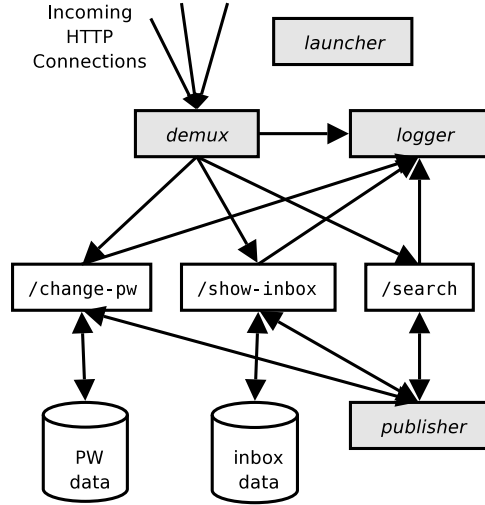 Incoming
HTTP
Connections
launcher
demux
logger
/change-pw
/show-inbox
/search
publisher
PW
data
inbox
data